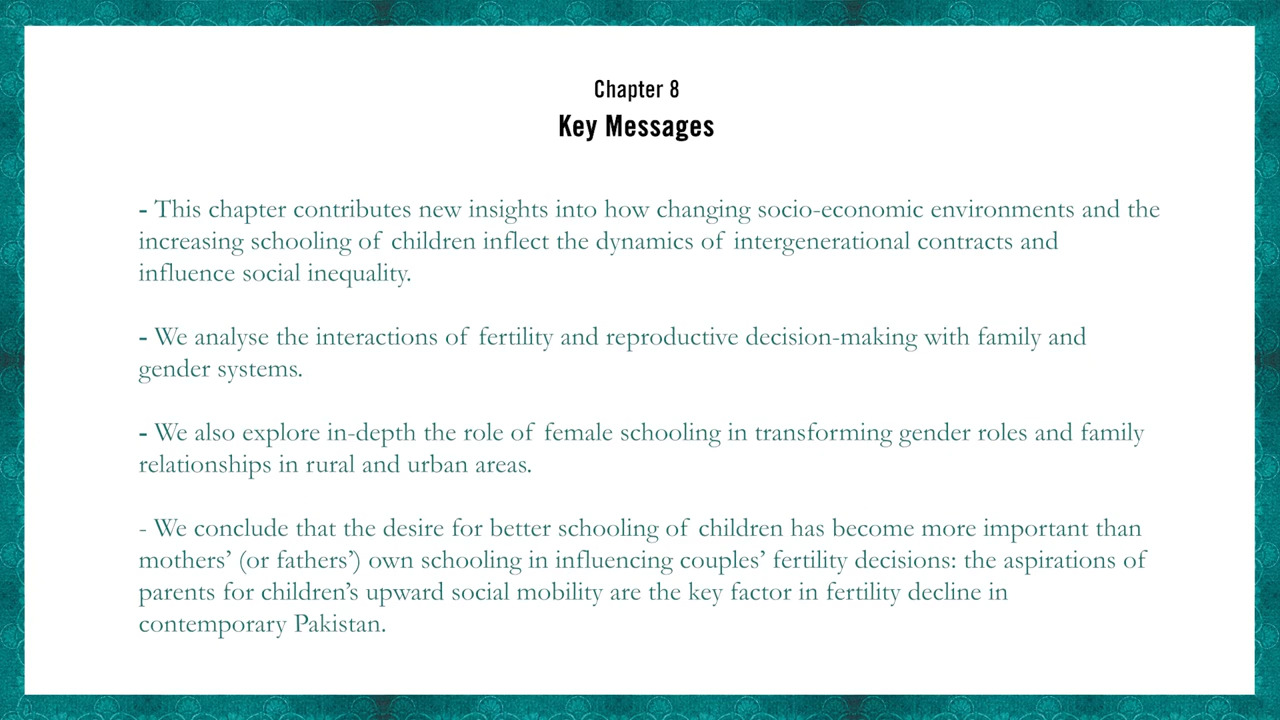 Chapter 8
Key Messages
- This chapter contributes new insights into how changing socio-economic environments and the
increasing schooling of children inflect the dynamics of intergenerational contracts and
influence social inequality.
- We analyse the interactions of fertility and reproductive decision-making with family and
gender systems.
- We also explore in-depth the role of female schooling in transforming gender roles and family
relationships in rural and urban areas.
- We conclude that the desire for better schooling of children has become more important than
mothers’ (or fathers’) own schooling in influencing couples’ fertility decisions: the aspirations of
parents for children’s upward social mobility are the key factor in fertility decline in
contemporary Pakistan.